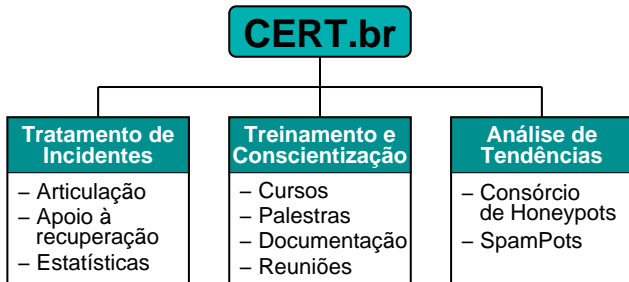 CERT.br
Tratamento de
Incidentes
– Articulação
– Apoio à
recuperação
– Estatísticas
Treinamento e
Conscientização
– Cursos
– Palestras
– Documentação
– Reuniões
Análise de
Tendências
– Consórcio
de Honeypots
– SpamPots